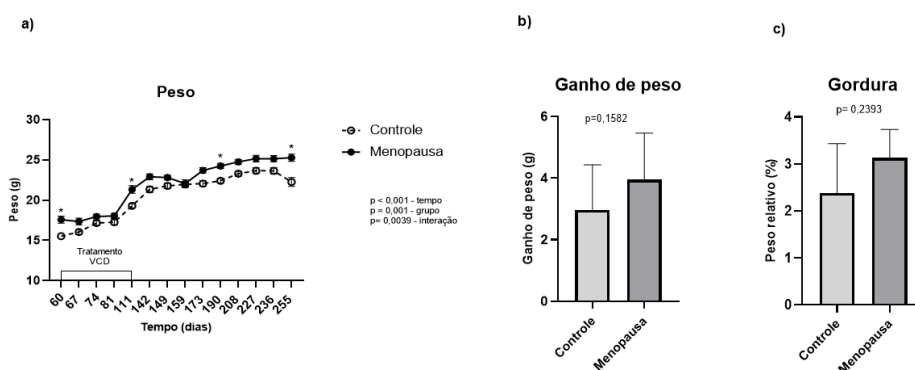 a)
Peso
30
25
20
15
10
Peso (g)
Tratamento
VCD
60
67
74
81
111
142
149
159
173
190
208
227
236
255
Tempo (dias)
Controle
Menopausa
p < 0,001 - tempo
p = 0,001 - grupo
p= 0,0039 - interação
*
*
*
*
b)
Ganho de peso
p=0,1582
6
4
2
0
Ganho de peso (g)
Controle
Menopausa
c)
Gordura
p= 0,2393
4
3
2
1
0
Peso relativo (%)
Controle
Menopausa